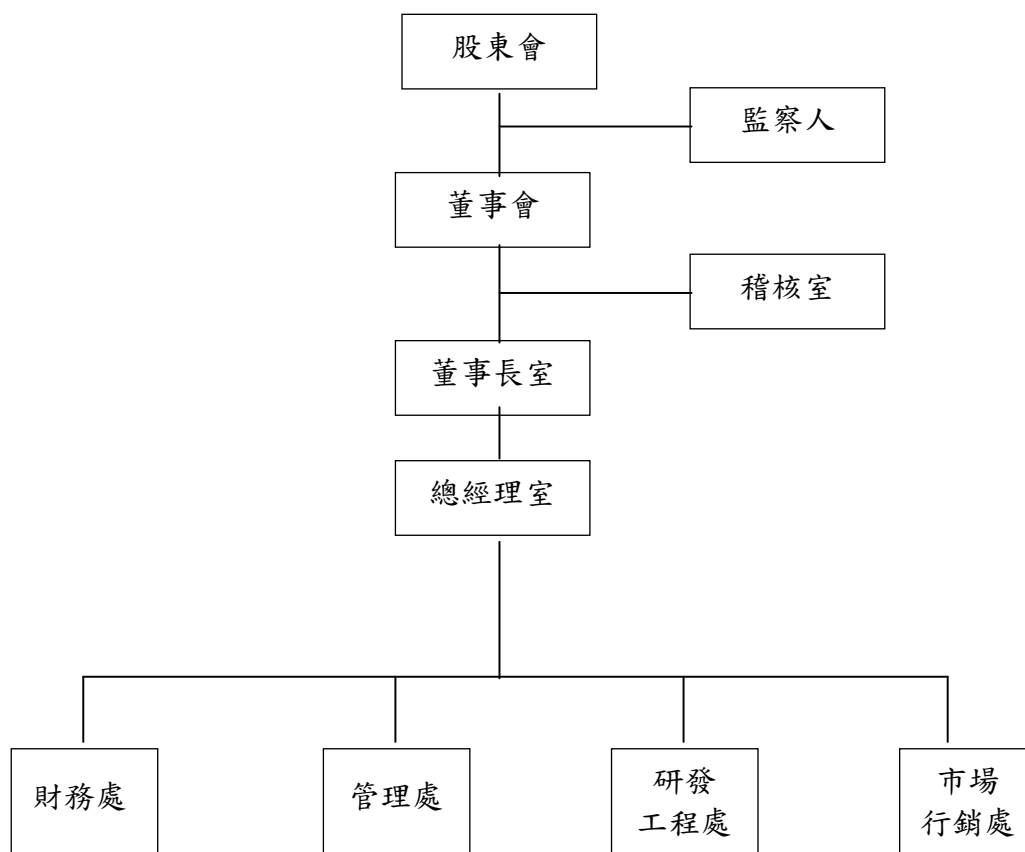 股東會
監察人
董事會
稽核室
董事長室
總經理室
財務處
管理處
研發
工程處
市場
行銷處